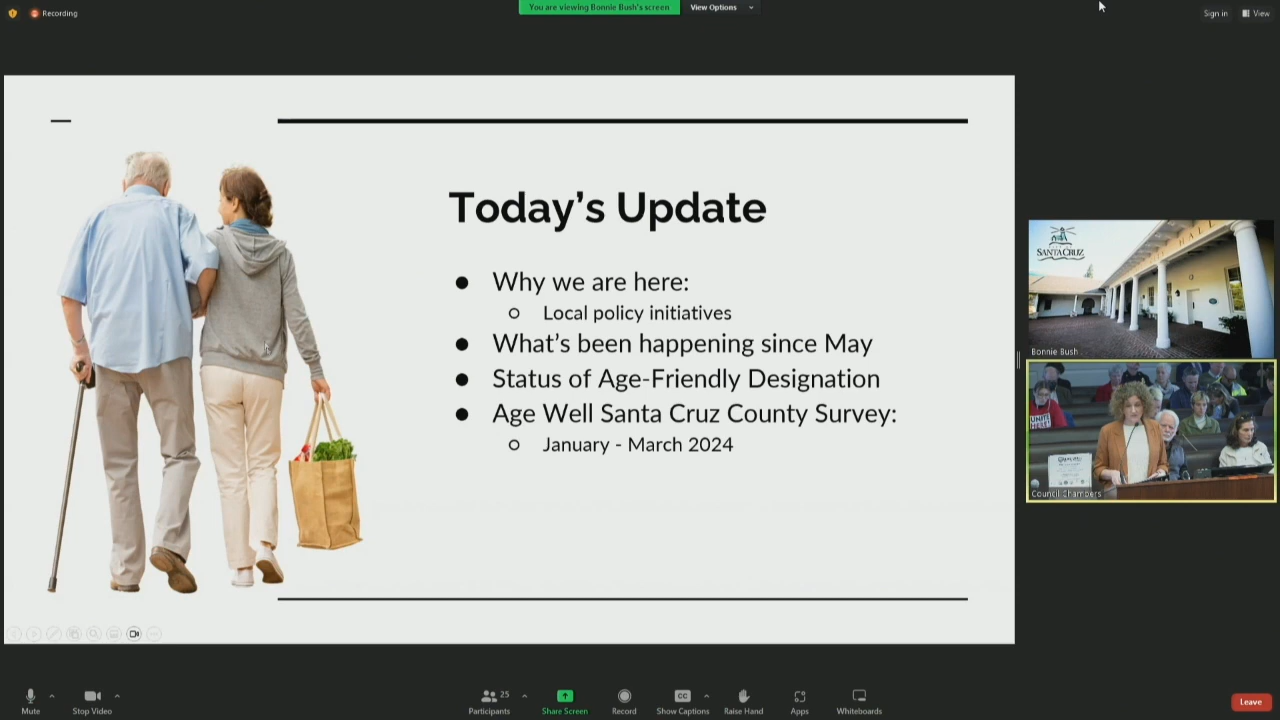 Recording
You are viewing Bonnie Bush's screen
View Options
Sign in
View
Today's Update
● Why we are here:
○ Local policy initiatives
● What's been happening since May
● Status of Age-Friendly Designation
● Age Well Santa Cruz County Survey:
○ January - March 2024
SANTA CRUZ
Bonnie Bush
UNITE
Council Chambers
Mute
Stop Video
Participants
25
Share Screen
CC
Record
Show Captions
Raise Hand
Apps
Whiteboards
Leave